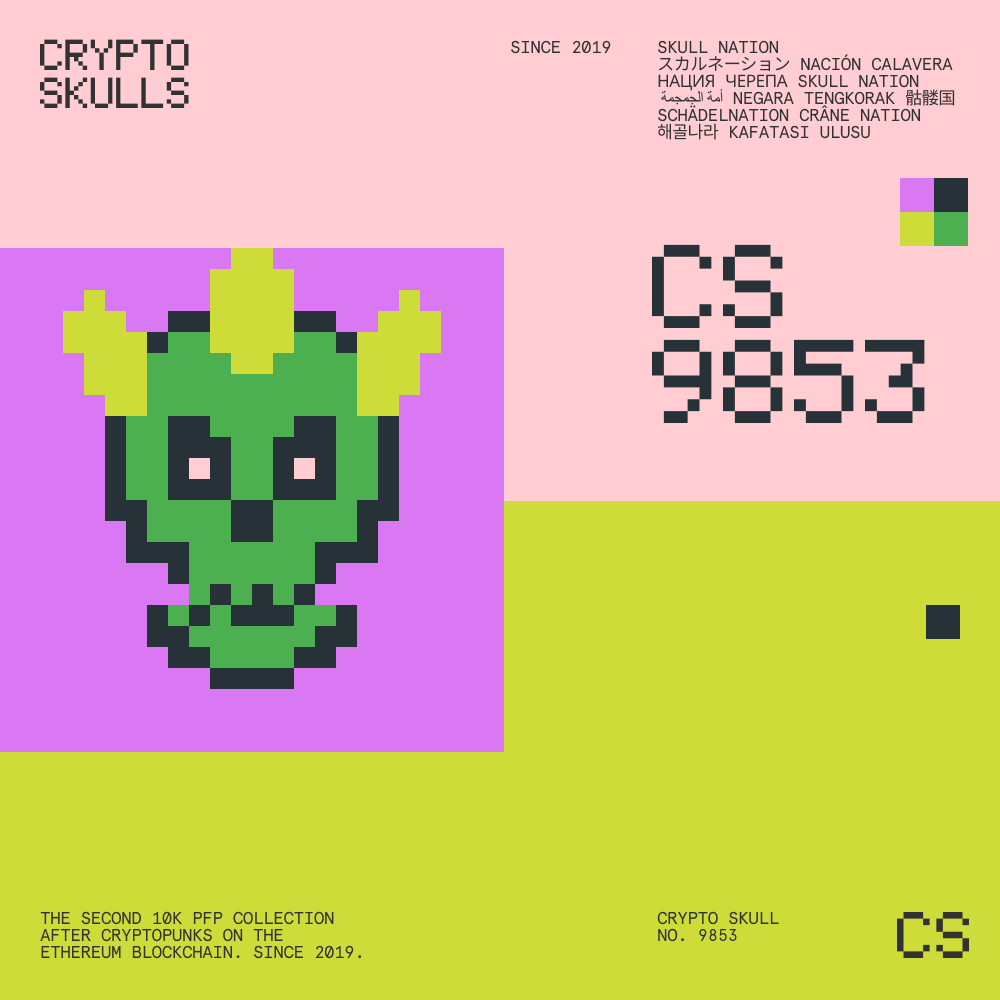 CRYPTO
SKULLS
SINCE 2019
SKULL NATION
スカルネーション NACIÓN CALAVERA
НАЦИЯ ЧЕРЕПА SKULL NATION
أمة الجمجمة NEGARA TENGKORAK 骷髅国
SCHÄDELNATION CRÂNE NATION
해골나라 KAFATASI ULUSU
CS
9853
THE SECOND 10K PFP COLLECTION
AFTER CRYPTOPUNKS ON THE
ETHEREUM BLOCKCHAIN. SINCE 2019.
CRYPTO SKULL
NO. 9853
CS